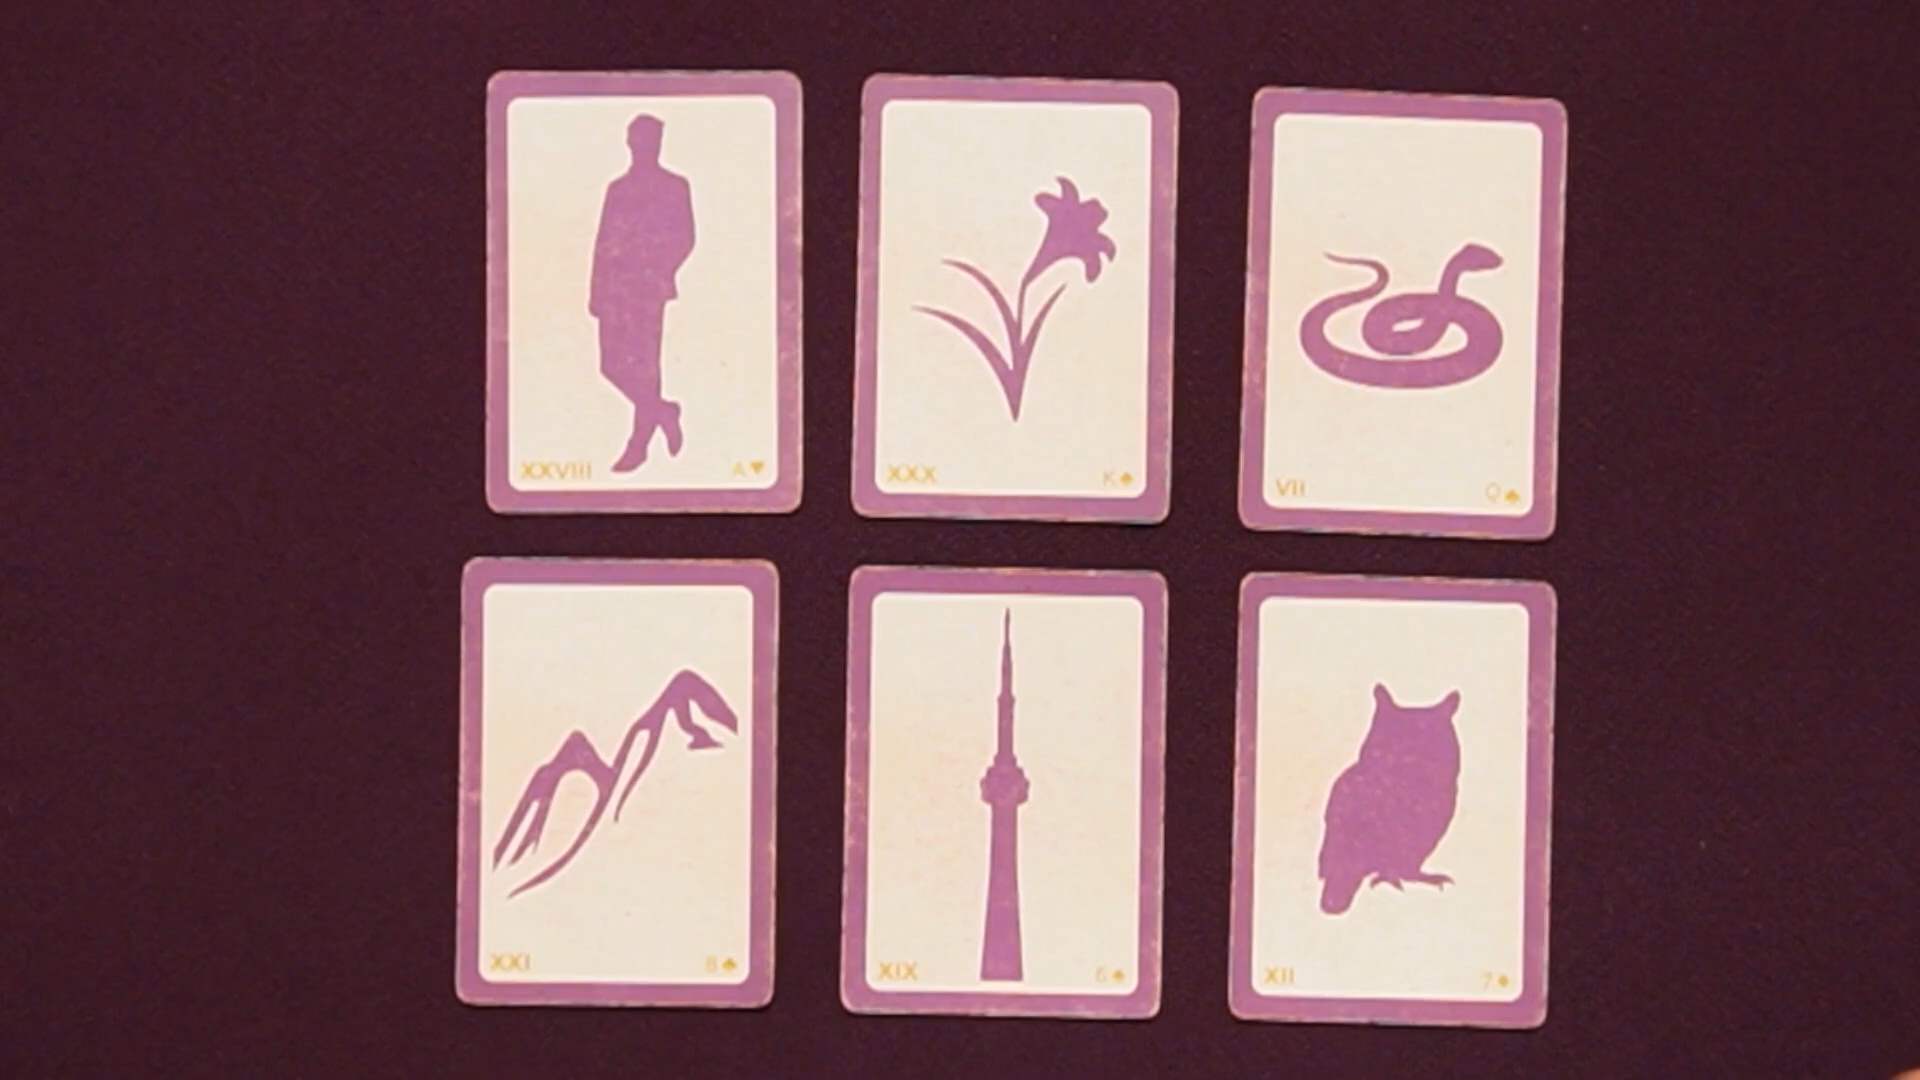 XXVIII A♥
XXX K♠
VII Q♠
XXI 8♠
XIX 6♠
XII 7♦